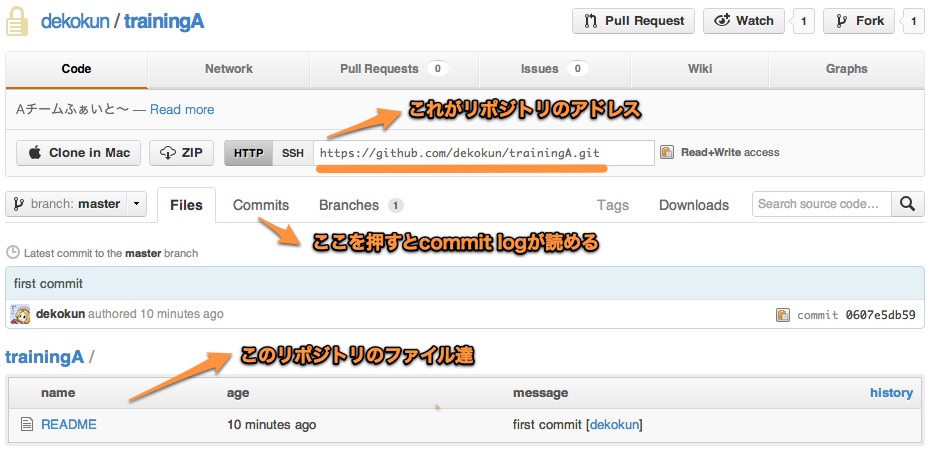 dekokun / trainingA
Pull Request Watch 1 Fork 1
Code Network Pull Requests 0 Issues 0 Wiki Graphs
Aチームふぁいと〜 — Read more
これがリポジトリのアドレス
Clone in Mac ZIP HTTP SSH https://github.com/dekokun/trainingA.git Read+Write access
branch: master Files Commits Branches 1 Tags Downloads Search source code...
ここを押すとcommit logが読める
Latest commit to the master branch
first commit
dekokun authored 10 minutes ago commit 0607e5db59
trainingA /
このリポジトリのファイル達
name age message history
README 10 minutes ago first commit [dekokun]